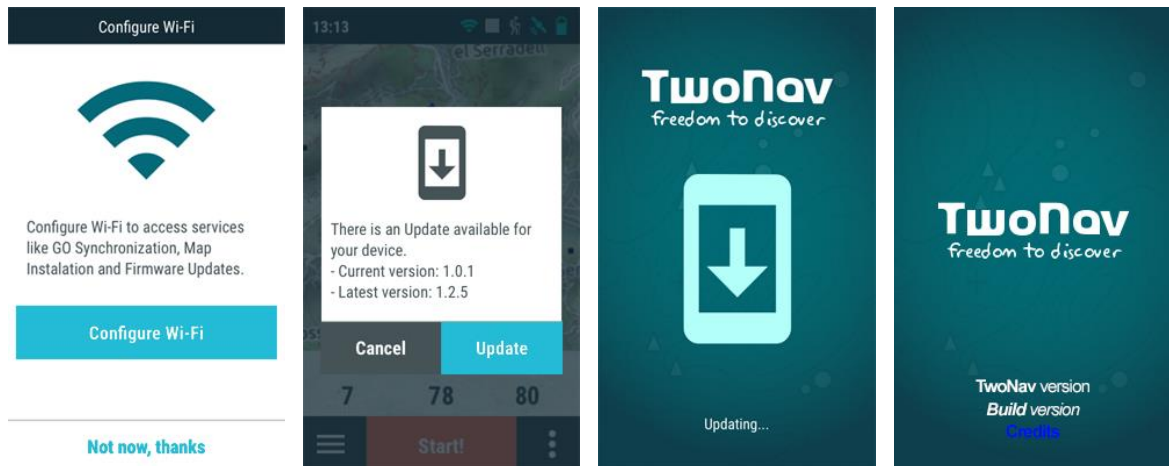 Configure Wi-Fi
Configure Wi-Fi to access services
like GO Synchronization, Map
Instalation and Firmware Updates.
Configure Wi-Fi
Not now, thanks
13:13
el Serradell
There is an Update available for
your device.
- Current version: 1.0.1
- Latest version: 1.2.5
Cancel Update
7 78 80
Start!
TwoNav
freedom to discover
Updating...
TwoNav
freedom to discover
TwoNav version
Build version
Credits